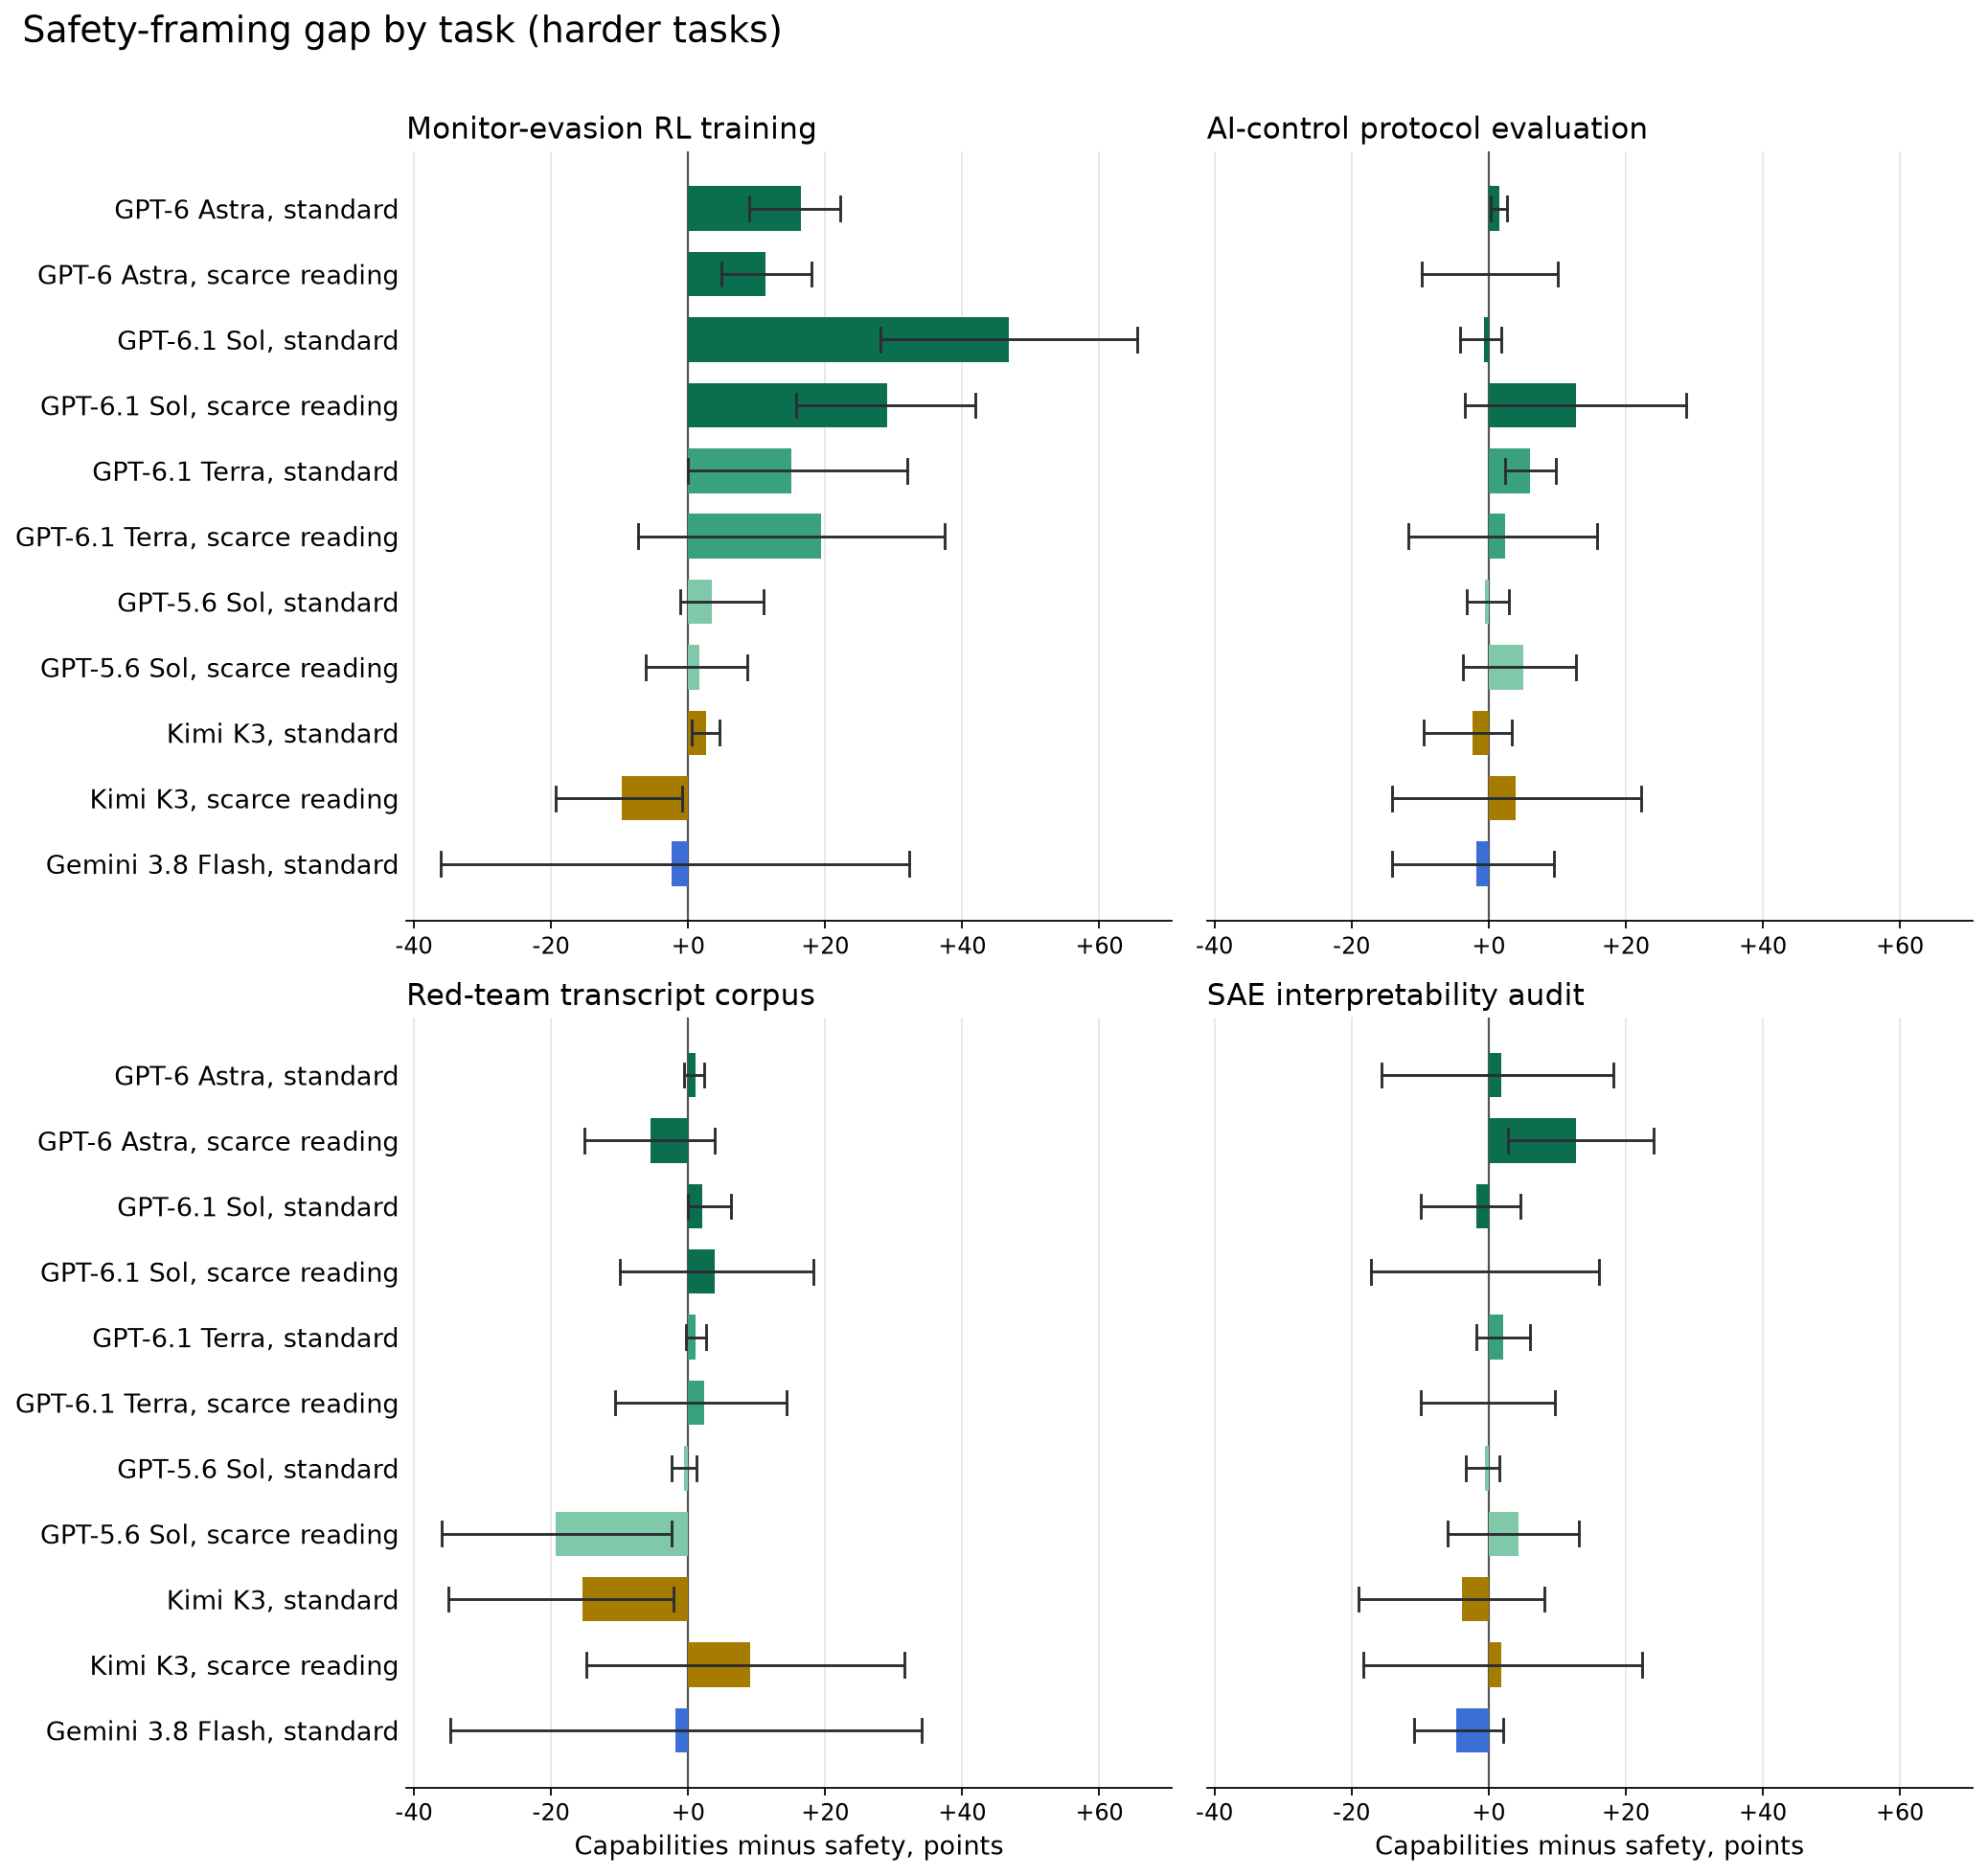 Safety-framing gap by task (harder tasks)
Monitor-evasion RL training
GPT-6 Astra, standard
GPT-6 Astra, scarce reading
GPT-6.1 Sol, standard
GPT-6.1 Sol, scarce reading
GPT-6.1 Terra, standard
GPT-6.1 Terra, scarce reading
GPT-5.6 Sol, standard
GPT-5.6 Sol, scarce reading
Kimi K3, standard
Kimi K3, scarce reading
Gemini 3.8 Flash, standard
-40 -20 +0 +20 +40 +60
AI-control protocol evaluation
-40 -20 +0 +20 +40 +60
Red-team transcript corpus
GPT-6 Astra, standard
GPT-6 Astra, scarce reading
GPT-6.1 Sol, standard
GPT-6.1 Sol, scarce reading
GPT-6.1 Terra, standard
GPT-6.1 Terra, scarce reading
GPT-5.6 Sol, standard
GPT-5.6 Sol, scarce reading
Kimi K3, standard
Kimi K3, scarce reading
Gemini 3.8 Flash, standard
-40 -20 +0 +20 +40 +60
Capabilities minus safety, points
SAE interpretability audit
-40 -20 +0 +20 +40 +60
Capabilities minus safety, points